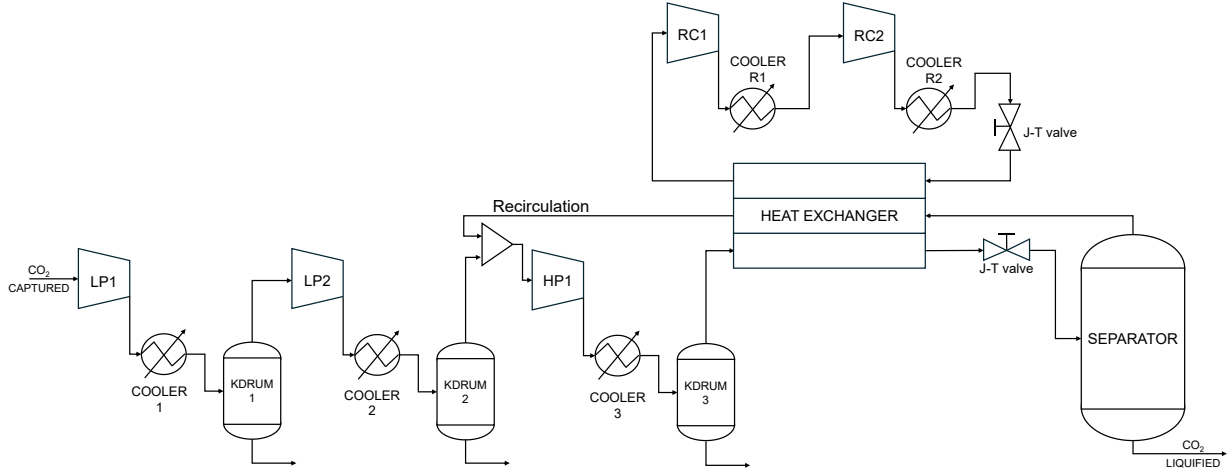 RC1
RC2
COOLER
R1
COOLER
R2
J-T valve
Recirculation
HEAT EXCHANGER
CO₂
CAPTURED
LP1
LP2
HP1
J-T valve
SEPARATOR
COOLER
1
KDRUM
1
COOLER
2
KDRUM
2
COOLER
3
KDRUM
3
CO₂
LIQUIFIED